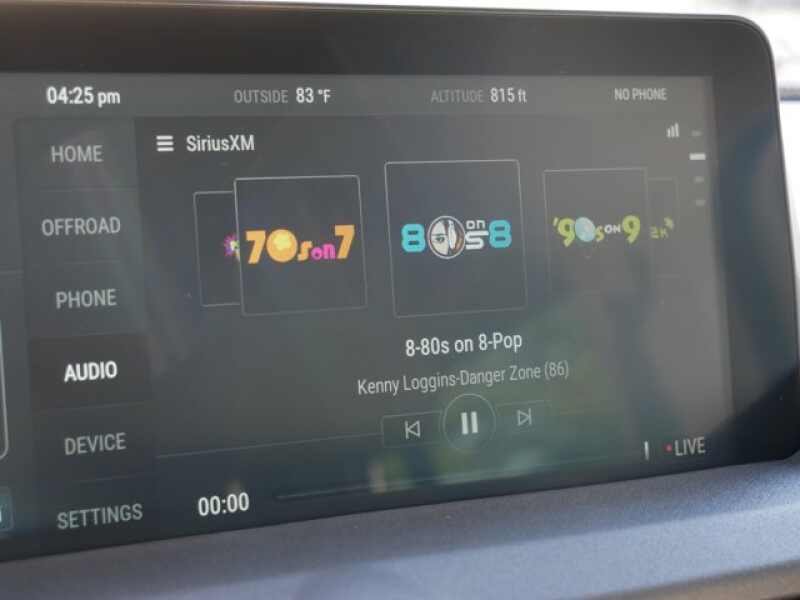 04:25 pm OUTSIDE 83 °F ALTITUDE 815 ft NO PHONE
HOME
OFFROAD
PHONE
AUDIO
DEVICE
SETTINGS
SiriusXM
70s on 7
80s on 8
'90s ON 9
8-80s on 8-Pop
Kenny Loggins-Danger Zone (86)
00:00
LIVE